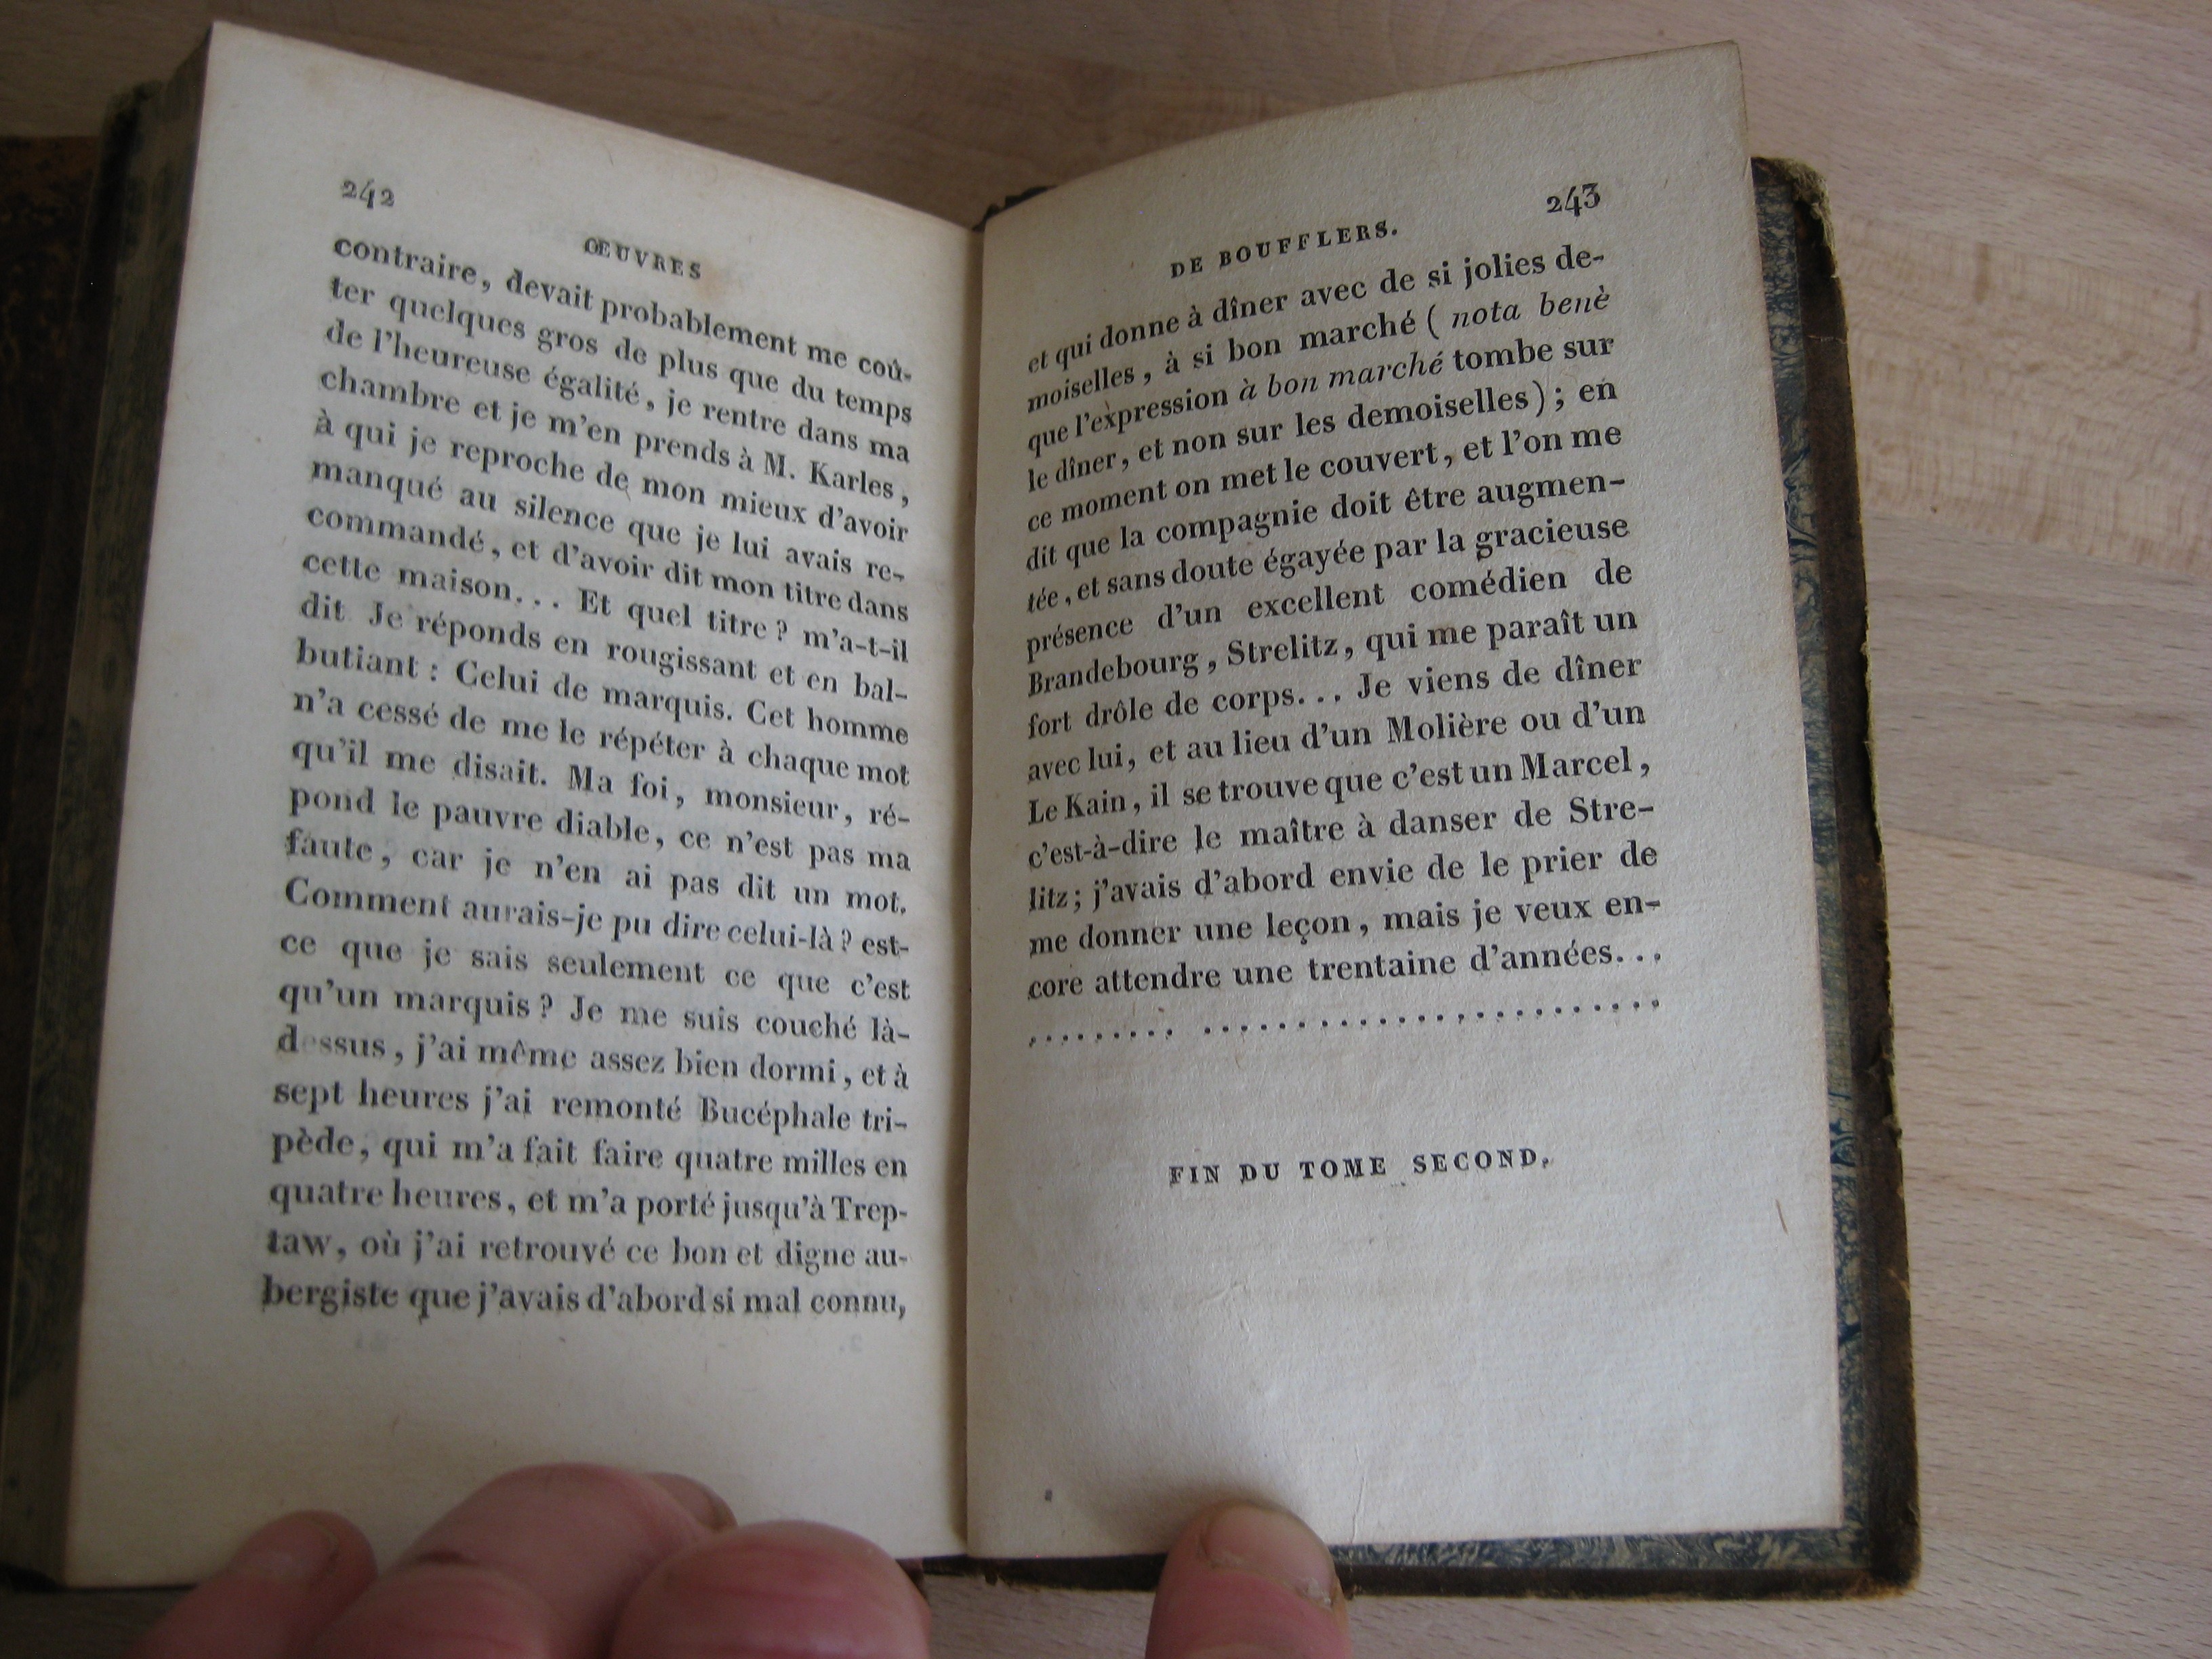 242
ŒUVRES
contraire, devait probablement me coû-
ter quelques gros de plus que du temps
de l'heureuse égalité, je rentre dans ma
chambre et je m'en prends à M. Karles,
à qui je reproche de mon mieux d'avoir
manqué au silence que je lui avais re-
commandé, et d'avoir dit mon titre dans
cette maison... Et quel titre ? m'a-t-il
dit Je réponds en rougissant et en bal-
butiant : Celui de marquis. Cet homme
n'a cessé de me le répéter à chaque mot
qu'il me disait. Ma foi, monsieur, ré-
pond le pauvre diable, ce n'est pas ma
faute, car je n'en ai pas dit un mot.
Comment aurais-je pu dire celui-là ? est-
ce que je sais seulement ce que c'est
qu'un marquis ? Je me suis couché là-
dessus, j'ai même assez bien dormi, et à
sept heures j'ai remonté Bucéphale tri-
pède, qui m'a fait faire quatre milles en
quatre heures, et m'a porté jusqu'à Trep-
taw, où j'ai retrouvé ce bon et digne au-
bergiste que j'avais d'abord si mal connu,
243
DE BOUFFLERS.
et qui donne à dîner avec de si jolies de-
moiselles, à si bon marché ( nota benè
que l'expression à bon marché tombe sur
le dîner, et non sur les demoiselles) ; en
ce moment on met le couvert, et l'on me
dit que la compagnie doit être augmen-
tée, et sans doute égayée par la gracieuse
présence d'un excellent comédien de
Brandebourg, Strelitz, qui me paraît un
fort drôle de corps... Je viens de dîner
avec lui, et au lieu d'un Molière ou d'un
Le Kain, il se trouve que c'est un Marcel,
c'est-à-dire le maître à danser de Stre-
litz ; j'avais d'abord envie de le prier de
me donner une leçon, mais je veux en-
core attendre une trentaine d'années...
......... .........................
FIN DU TOME SECOND.